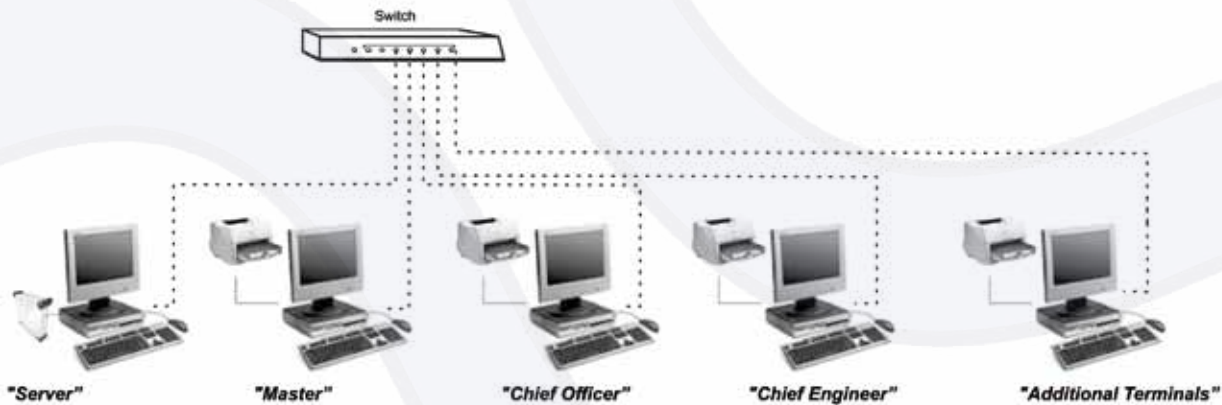 Switch
"Server" "Master" "Chief Officer" "Chief Engineer" "Additional Terminals"